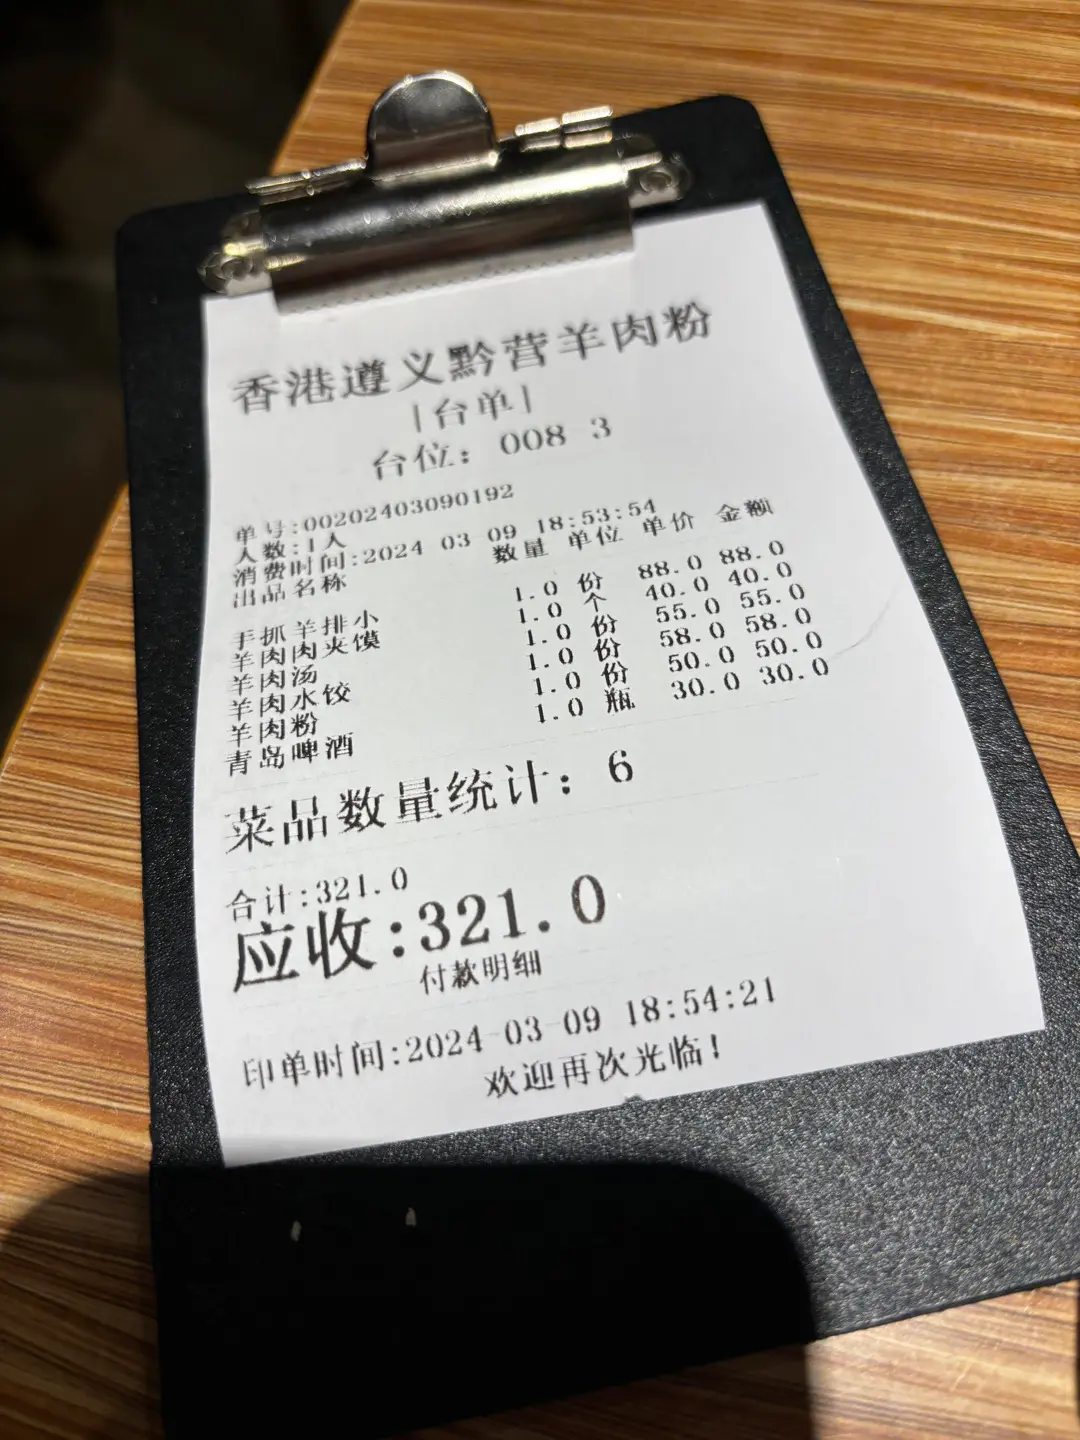 香港遵义黔营羊肉粉
|台单|
台位: 008 3
单号:00202403090192
人数:1人
消费时间:2024 03 09 18:53:54
出品名称 数量 单位 单价 金额
手抓羊排小 1.0 份 88.0 88.0
羊肉肉夹馍 1.0 个 40.0 40.0
羊肉汤 1.0 份 55.0 55.0
羊肉水饺 1.0 份 58.0 58.0
羊肉粉 1.0 份 50.0 50.0
青岛啤酒 1.0 瓶 30.0 30.0
菜品数量统计: 6
合计:321.0
应收:321.0
付款明细
印单时间:2024-03-09 18:54:21
欢迎再次光临!